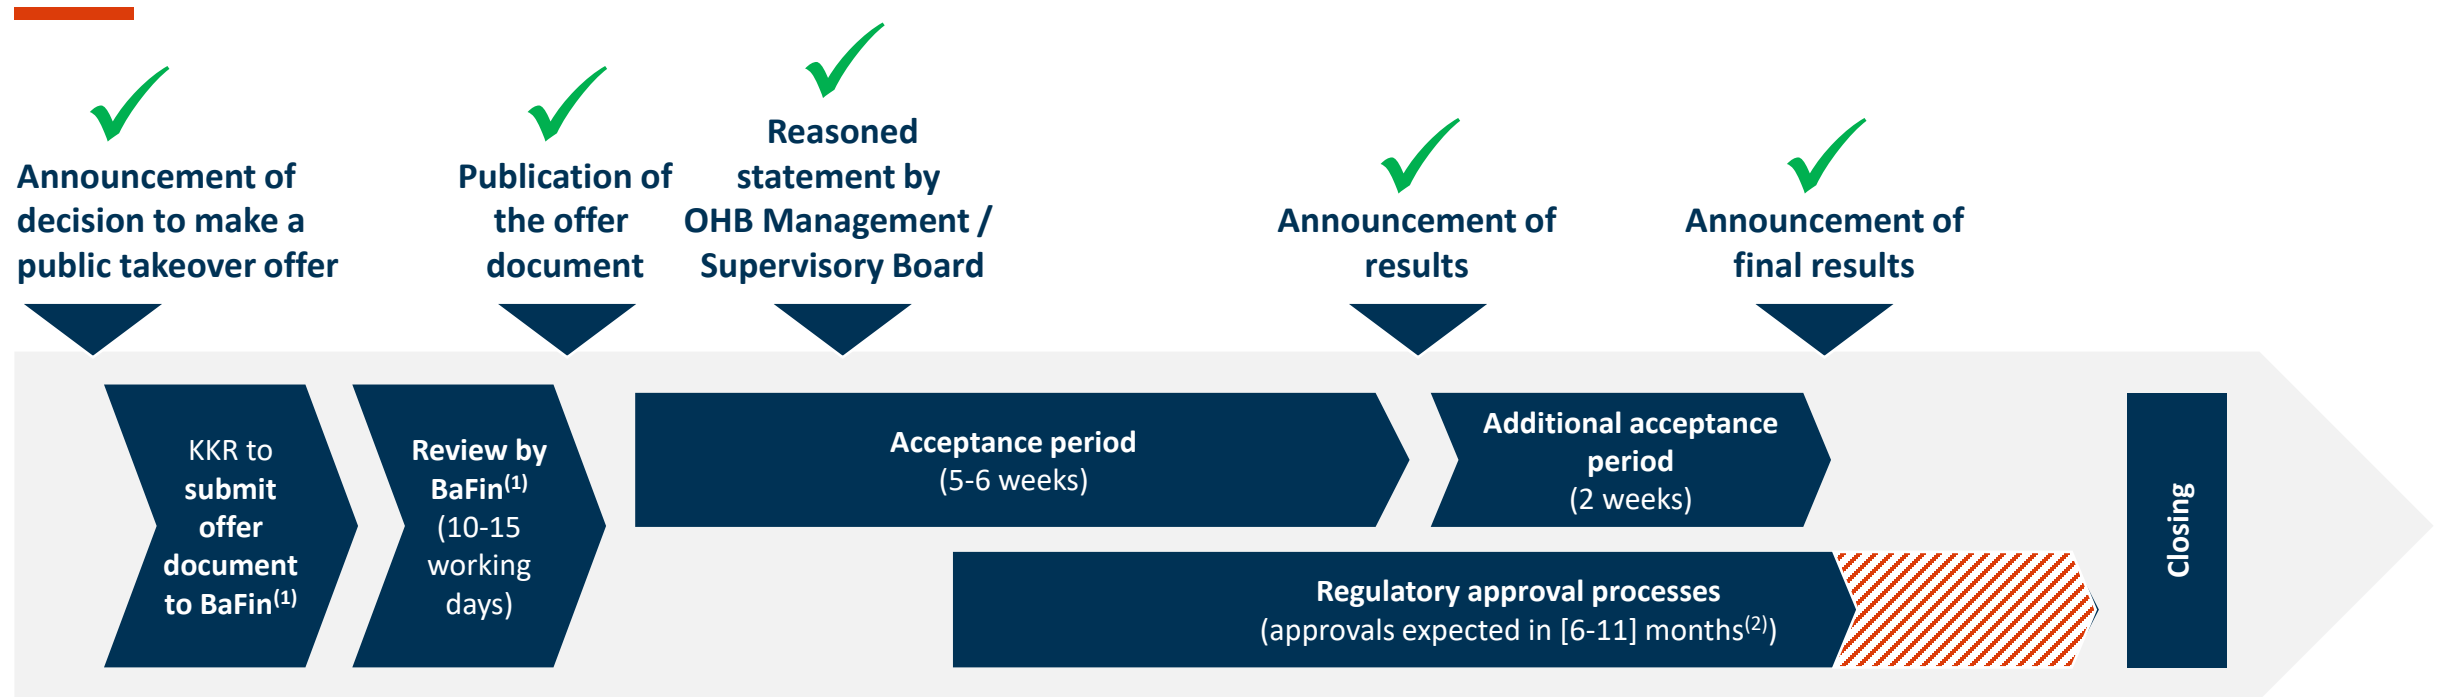 Announcement of
decision to make a
public takeover offer
Publication of
the offer
document
Reasoned
statement by
OHB Management /
Supervisory Board
Announcement of
results
Announcement of
final results
KKR to
submit
offer
document
to BaFin(1)
Review by
BaFin(1)
(10-15
working
days)
Acceptance period
(5-6 weeks)
Additional acceptance
period
(2 weeks)
Regulatory approval processes
(approvals expected in [6-11] months(2))
Closing